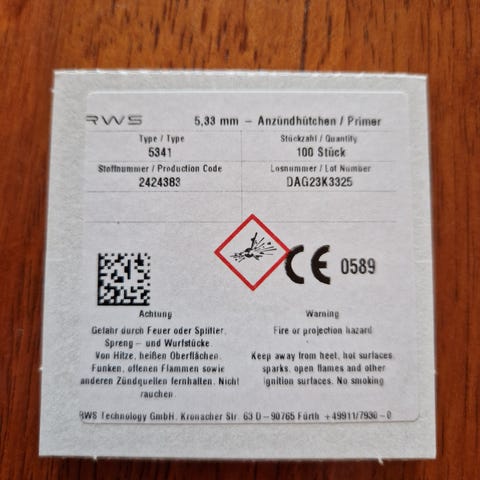 RWS 5,33 mm – Anzündhütchen / Primer
Type / Type Stückzahl / Quantity
5341 100 Stück
Stoffnummer / Production Code Losnummer / Lot Number
2424383 DAG23K3325
CE 0589
Achtung
Gefahr durch Feuer oder Splitter,
Spreng – und Wurfstücke.
Von Hitze, heißen Oberflächen,
Funken, offenen Flammen sowie
anderen Zündquellen fernhalten. Nicht
rauchen.
Warning
Fire or projection hazard.
Keep away from heet, hot surfaces,
sparks, open flames and other
ignition surfaces. No smoking.
RWS Technology GmbH. Kronacher Str. 63 D – 90765 Fürth +49911/7930 – 0